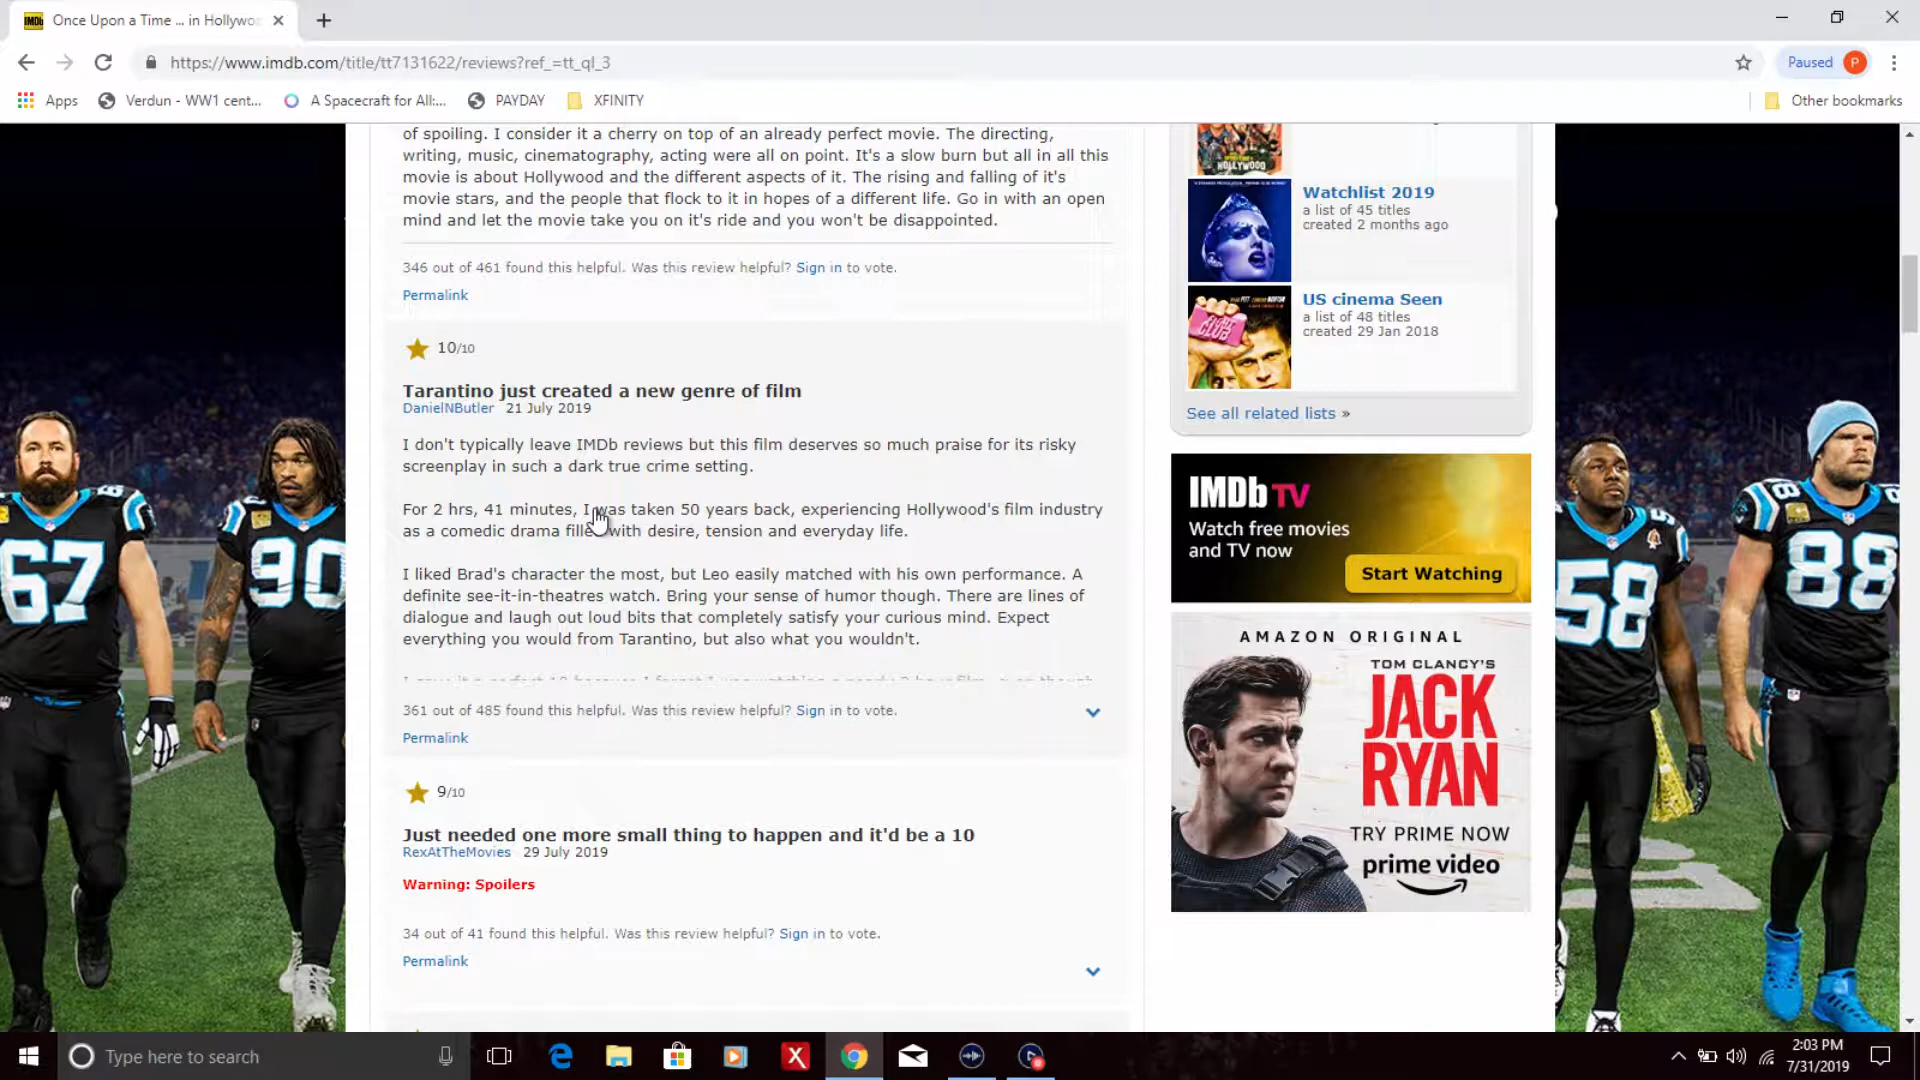 IMDb Once Upon a Time ... in Hollywoo
https://www.imdb.com/title/tt7131622/reviews?ref_=tt_ql_3
Paused P
Apps Verdun - WW1 cent... A Spacecraft for All:... PAYDAY XFINITY Other bookmarks
of spoiling. I consider it a cherry on top of an already perfect movie. The directing,
writing, music, cinematography, acting were all on point. It's a slow burn but all in all this
movie is about Hollywood and the different aspects of it. The rising and falling of it's
movie stars, and the people that flock to it in hopes of a different life. Go in with an open
mind and let the movie take you on it's ride and you won't be disappointed.
346 out of 461 found this helpful. Was this review helpful? Sign in to vote.
Permalink
10/10
Tarantino just created a new genre of film
DanielNButler 21 July 2019
I don't typically leave IMDb reviews but this film deserves so much praise for its risky
screenplay in such a dark true crime setting.
For 2 hrs, 41 minutes, I was taken 50 years back, experiencing Hollywood's film industry
as a comedic drama filled with desire, tension and everyday life.
I liked Brad's character the most, but Leo easily matched with his own performance. A
definite see-it-in-theatres watch. Bring your sense of humor though. There are lines of
dialogue and laugh out loud bits that completely satisfy your curious mind. Expect
everything you would from Tarantino, but also what you wouldn't.
361 out of 485 found this helpful. Was this review helpful? Sign in to vote.
Permalink
9/10
Just needed one more small thing to happen and it'd be a 10
RexAtTheMovies 29 July 2019
Warning: Spoilers
34 out of 41 found this helpful. Was this review helpful? Sign in to vote.
Permalink
HOLLYWOOD
Watchlist 2019
a list of 45 titles
created 2 months ago
FIGHT
CLUB
US cinema Seen
a list of 48 titles
created 29 Jan 2018
See all related lists »
IMDb TV
Watch free movies
and TV now
Start Watching
AMAZON ORIGINAL
TOM CLANCY'S
JACK
RYAN
TRY PRIME NOW
prime video
67
90
58
88
Type here to search
2:03 PM
7/31/2019